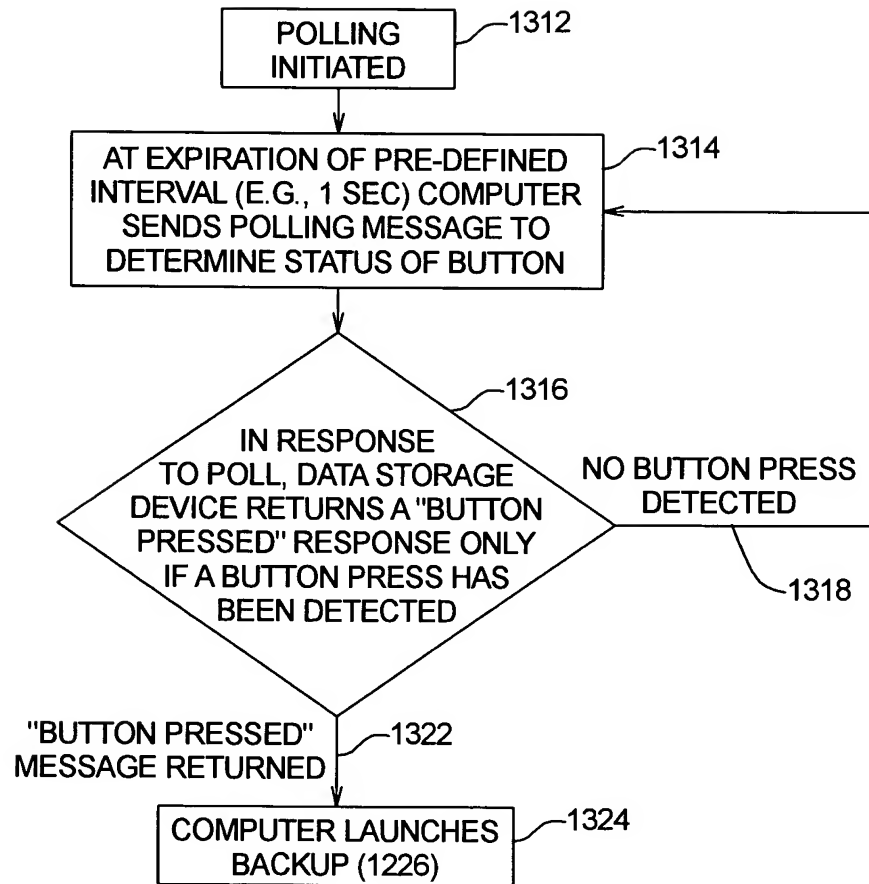 POLLING
INITIATED
1312
AT EXPIRATION OF PRE-DEFINED
INTERVAL (E.G., 1 SEC) COMPUTER
SENDS POLLING MESSAGE TO
DETERMINE STATUS OF BUTTON
1314
1316
IN RESPONSE
TO POLL, DATA STORAGE
DEVICE RETURNS A "BUTTON
PRESSED" RESPONSE ONLY
IF A BUTTON PRESS HAS
BEEN DETECTED
NO BUTTON PRESS
DETECTED
1318
"BUTTON PRESSED"
MESSAGE RETURNED
1322
COMPUTER LAUNCHES
BACKUP (1226)
1324